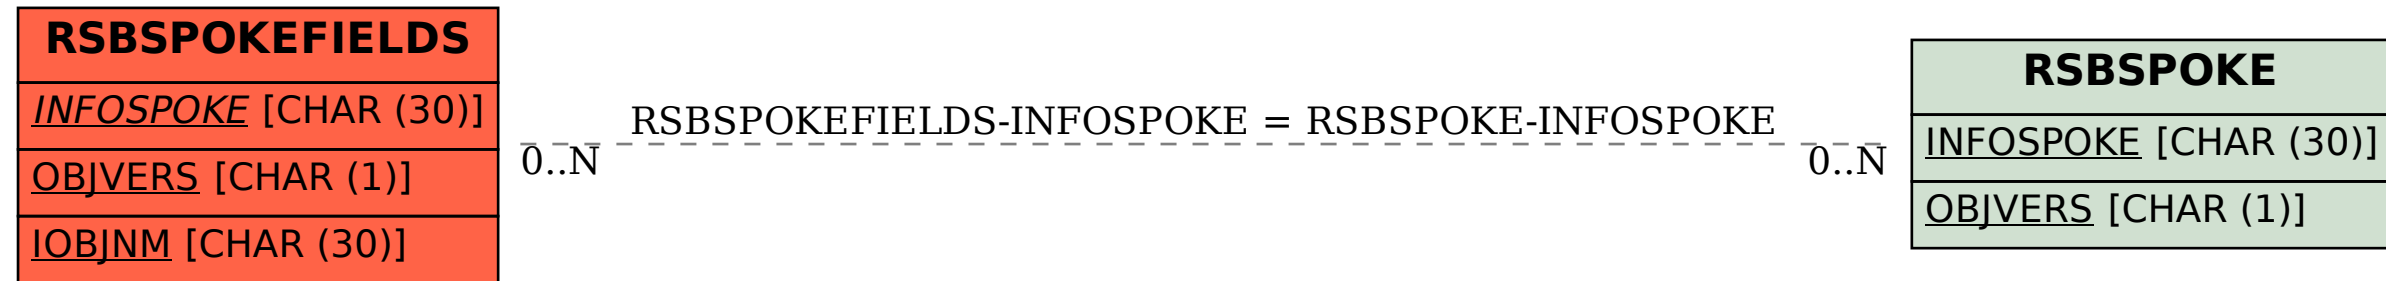 RSBSPOKEFIELDS
INFOSPOKE [CHAR (30)]
OBJVERS [CHAR (1)]
IOBJNM [CHAR (30)]
RSBSPOKEFIELDS-INFOSPOKE = RSBSPOKE-INFOSPOKE
0..N
0..N
RSBSPOKE
INFOSPOKE [CHAR (30)]
OBJVERS [CHAR (1)]